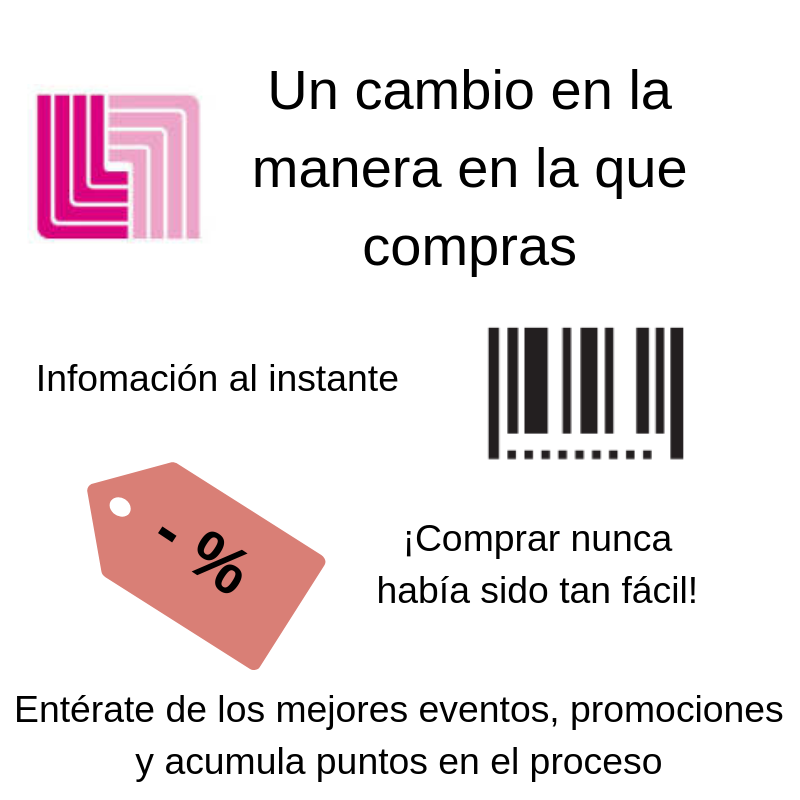 Un cambio en la
manera en la que
compras
Infomación al instante
- %
¡Comprar nunca
había sido tan fácil!
Entérate de los mejores eventos, promociones
y acumula puntos en el proceso